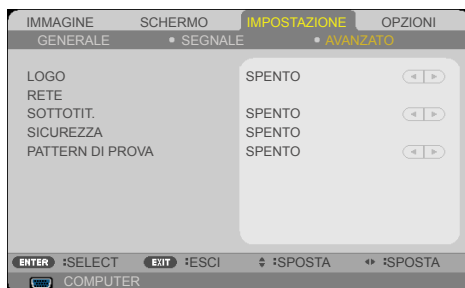 IMMAGINE SCHERMO IMPOSTAZIONE OPZIONI
GENERALE • SEGNALE • AVANZATO
LOGO SPENTO
RETE
SOTTOTIT. SPENTO
SICUREZZA SPENTO
PATTERN DI PROVA SPENTO
ENTER :SELECT EXIT :ESCI :SPOSTA :SPOSTA
COMPUTER